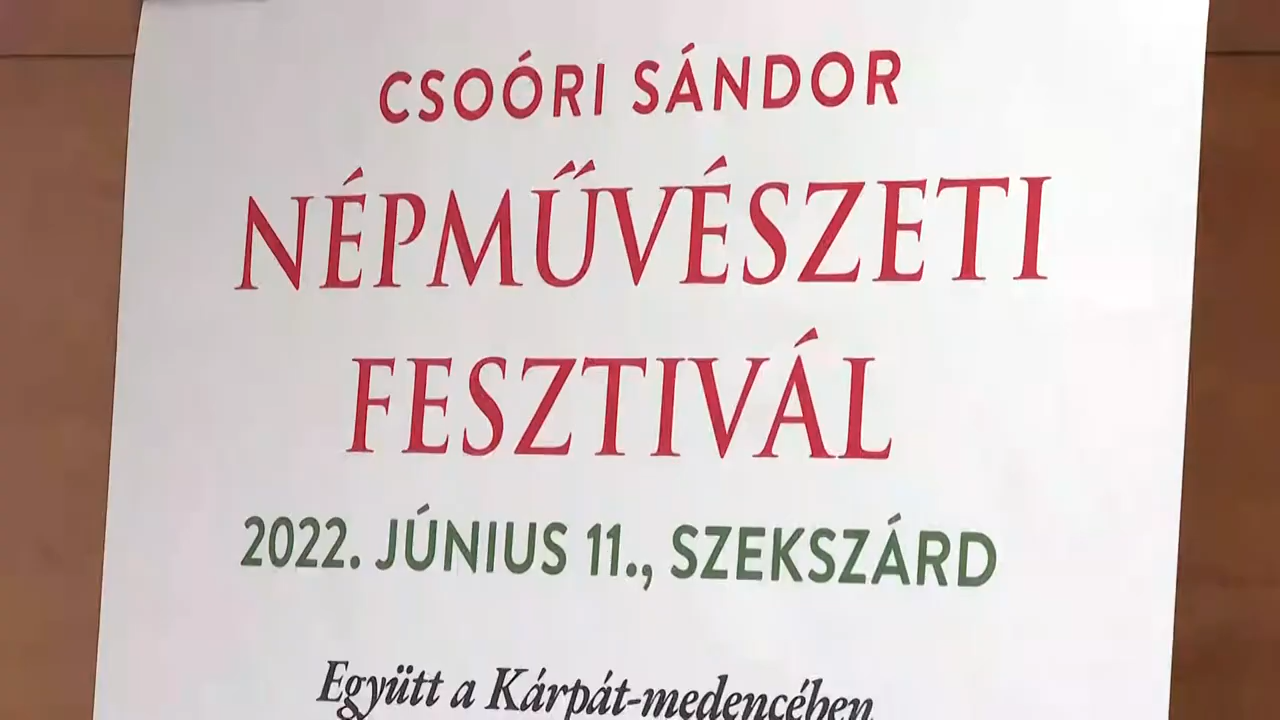 CSOÓRI SÁNDOR
NÉPMŰVÉSZETI
FESZTIVÁL
2022. JÚNIUS 11., SZEKSZÁRD
Együtt a Kárpát-medencében